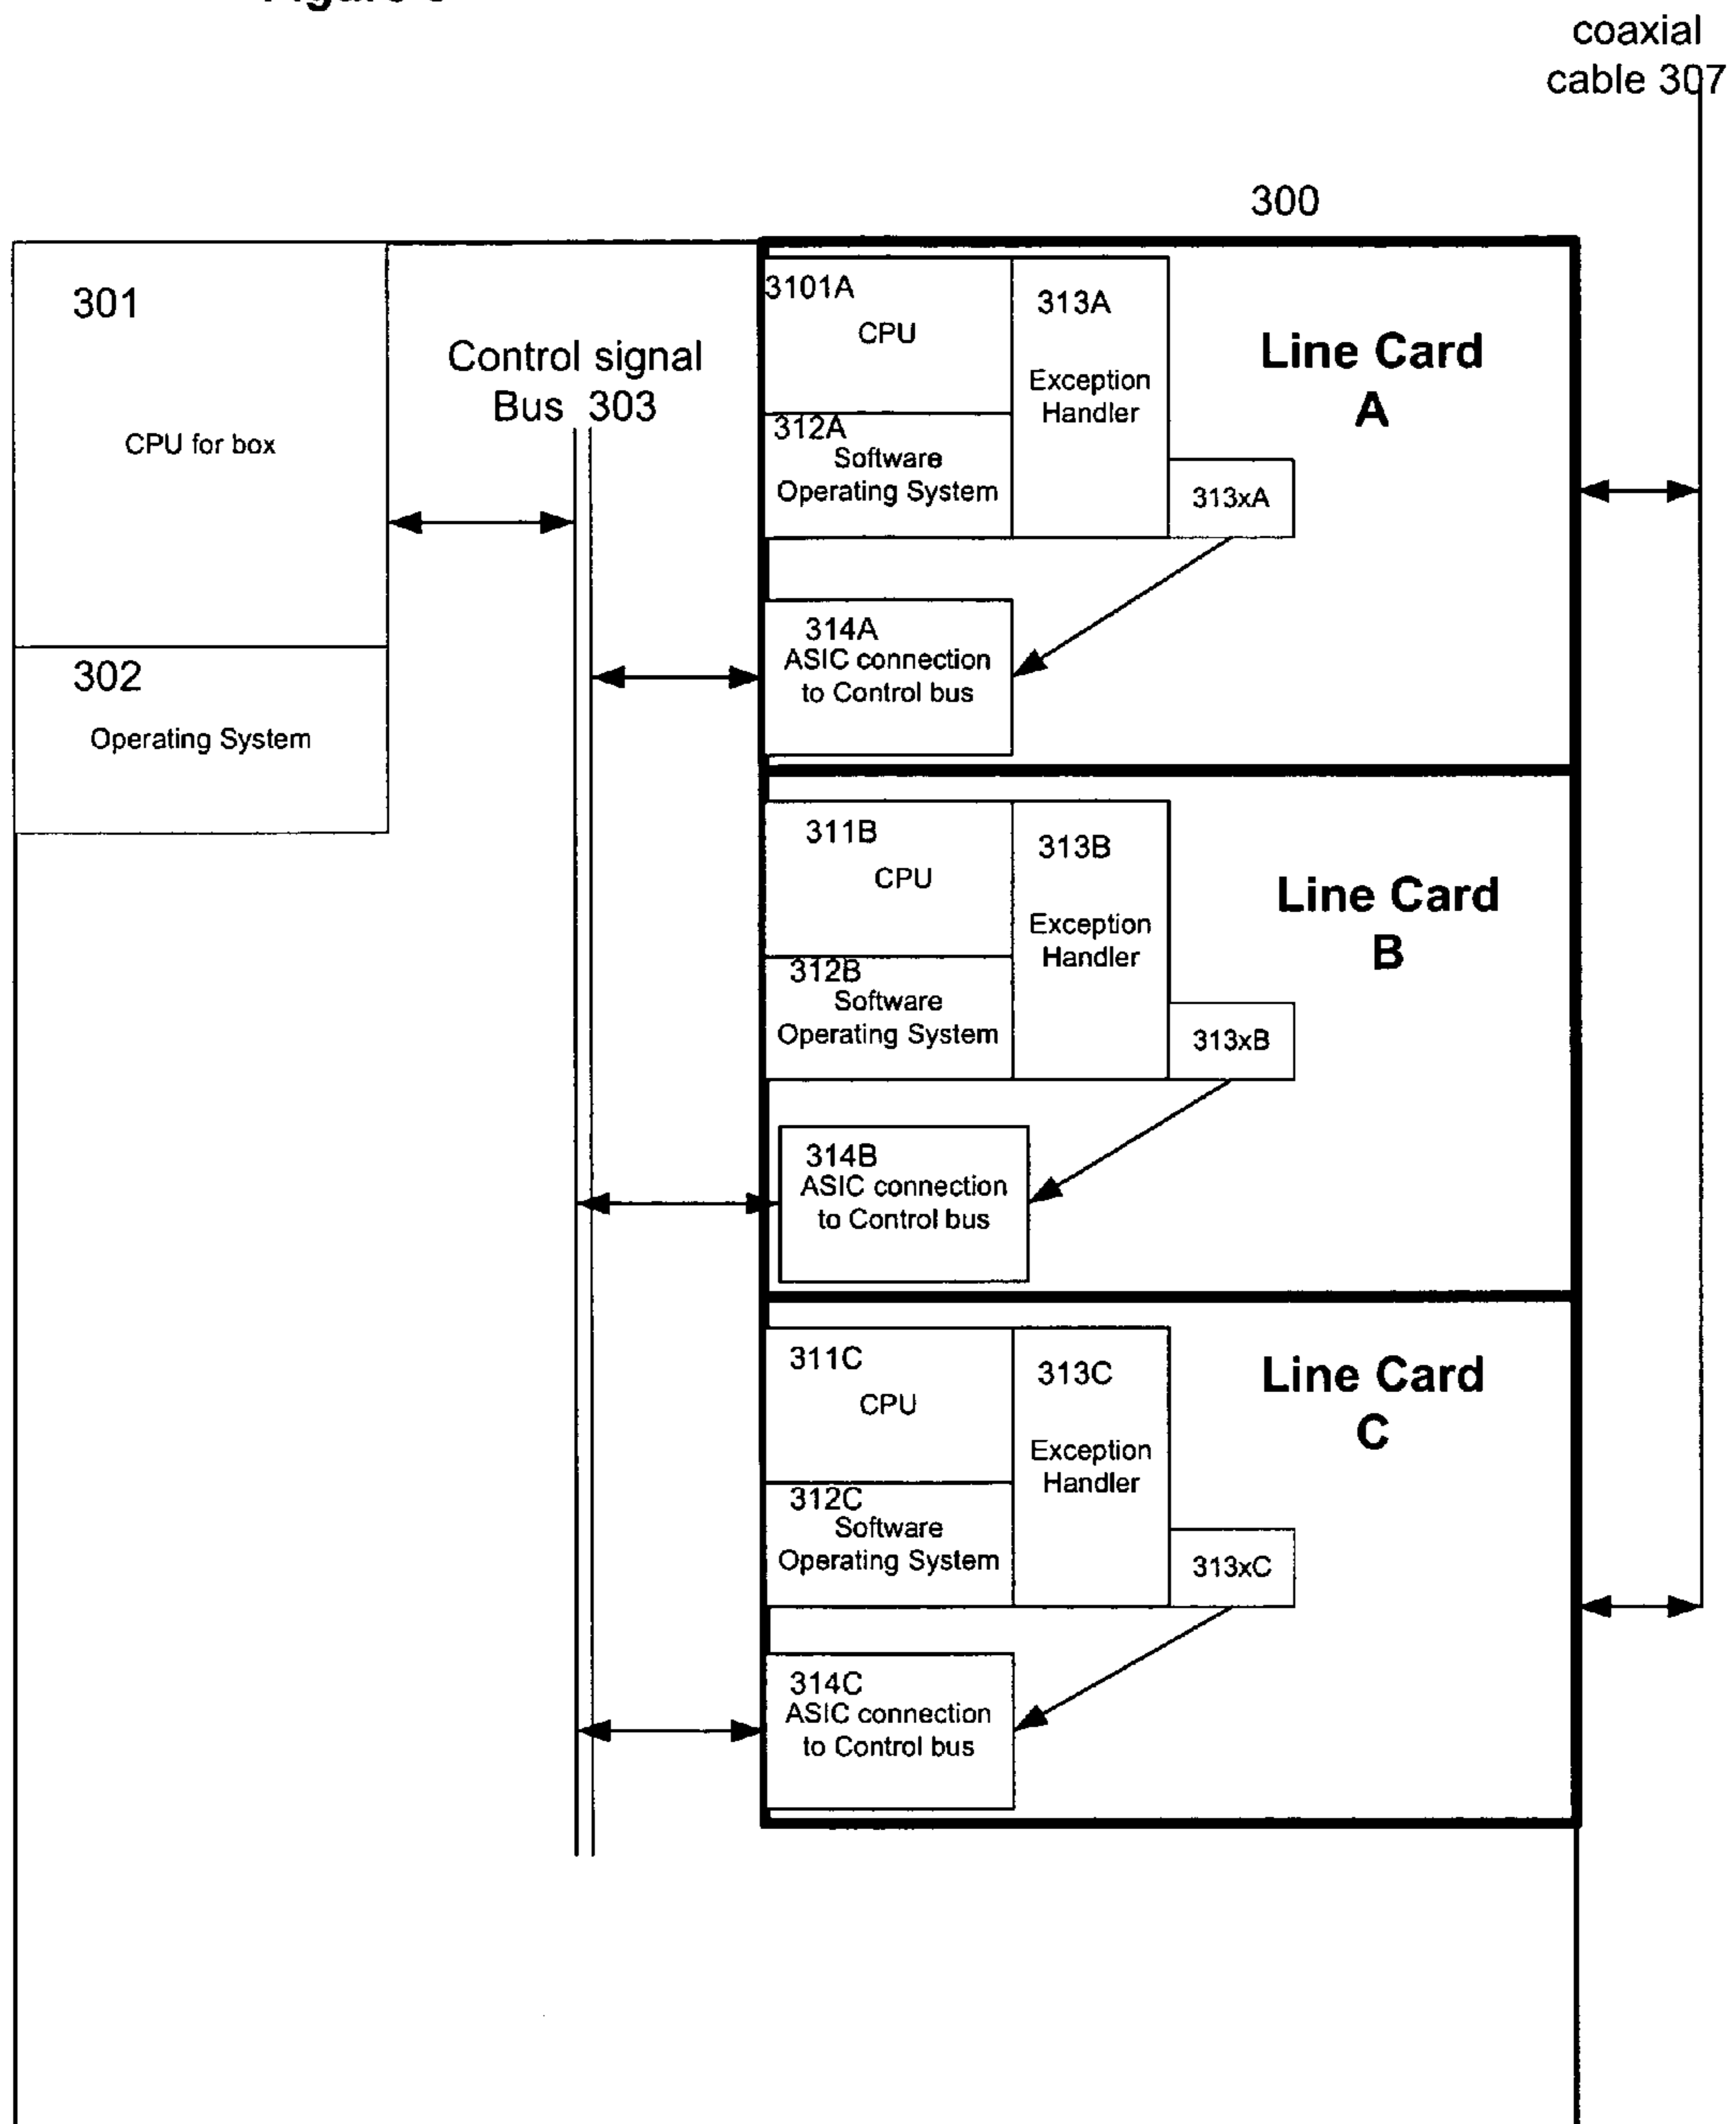 coaxial
cable 307
300
301
CPU for box
302
Operating System
Control signal
Bus 303
3101A
CPU
312A
Software
Operating System
313A
Exception
Handler
313xA
Line Card
A
314A
ASIC connection
to Control bus
311B
CPU
312B
Software
Operating System
313B
Exception
Handler
313xB
Line Card
B
314B
ASIC connection
to Control bus
311C
CPU
312C
Software
Operating System
313C
Exception
Handler
313xC
Line Card
C
314C
ASIC connection
to Control bus